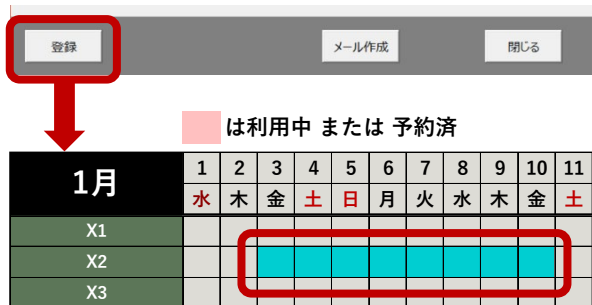 登録 メール作成 閉じる
は利用中 または 予約済
1月 1 2 3 4 5 6 7 8 9 10 11
水 木 金 土 日 月 火 水 木 金 土
X1
X2
X3